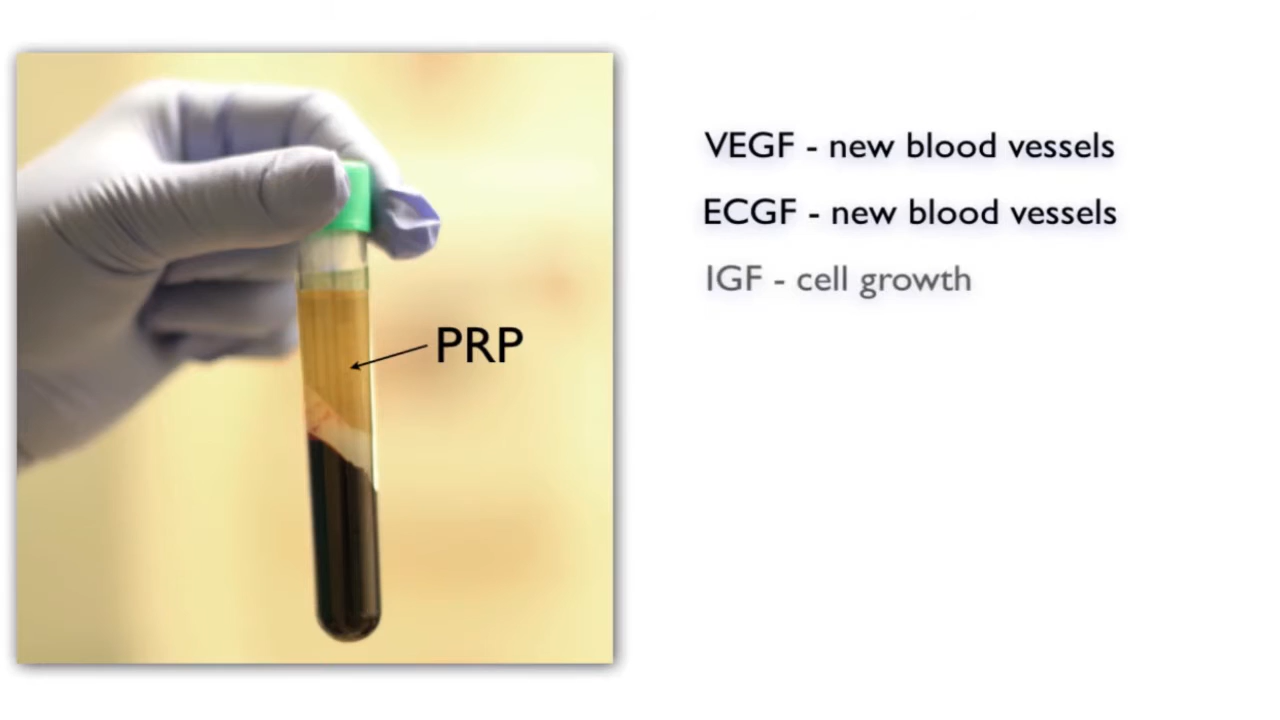 VEGF - new blood vessels
ECGF - new blood vessels
IGF - cell growth
PRP